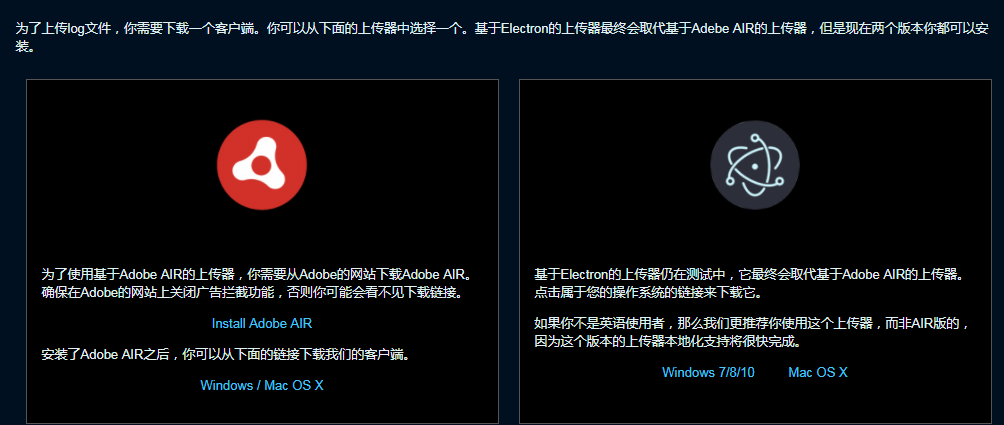 为了上传log文件，你需要下载一个客户端。你可以从下面的上传器中选择一个。基于Electron的上传器最终会取代基于Adebe AIR的上传器，但是现在两个版本你都可以安
装。
为了使用基于Adobe AIR的上传器，你需要从Adobe的网站下载Adobe AIR。
确保在Adobe的网站上关闭广告拦截功能，否则你可能会看不见下载链接。
Install Adobe AIR
安装了Adobe AIR之后，你可以从下面的链接下载我们的客户端。
Windows / Mac OS X
基于Electron的上传器仍在测试中，它最终会取代基于Adobe AIR的上传器。
点击属于您的操作系统的链接来下载它。
如果你不是英语使用者，那么我们更推荐你使用这个上传器，而非AIR版的，
因为这个版本的上传器本地化支持将很快完成。
Windows 7/8/10 Mac OS X